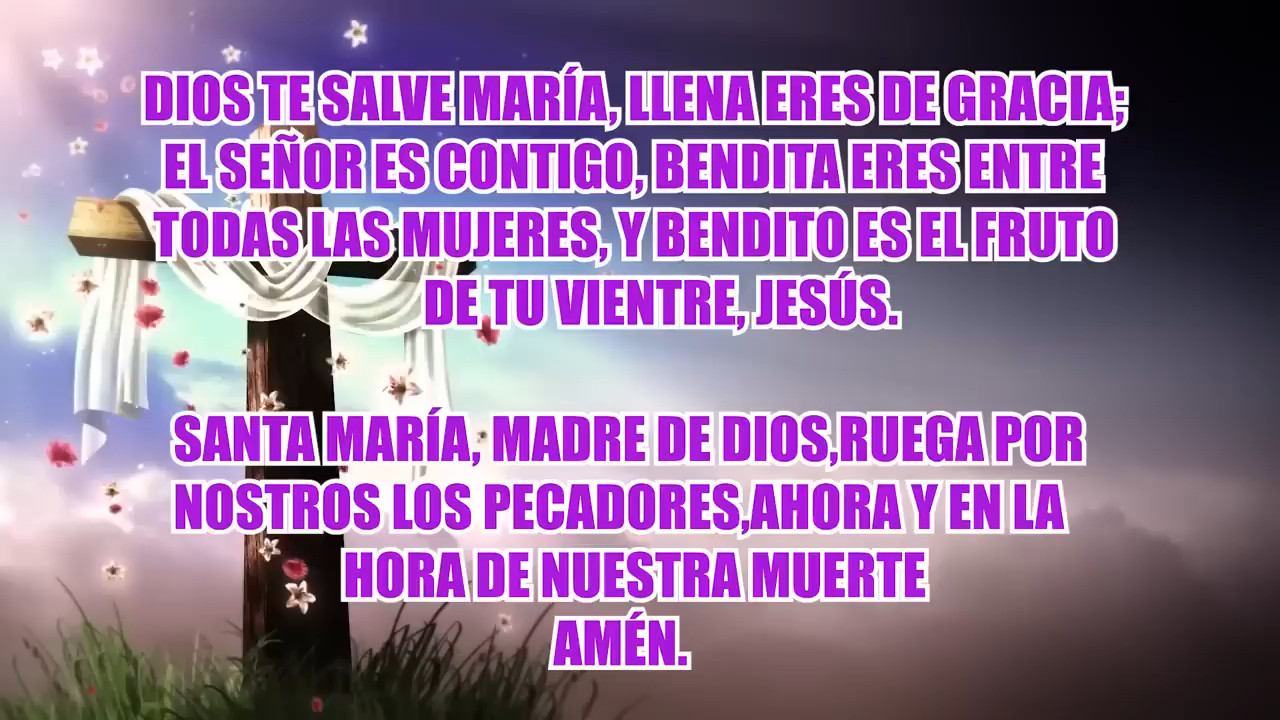 DIOS TE SALVE MARÍA, LLENA ERES DE GRACIA;
EL SEÑOR ES CONTIGO, BENDITA ERES ENTRE
TODAS LAS MUJERES, Y BENDITO ES EL FRUTO
DE TU VIENTRE, JESÚS.
SANTA MARÍA, MADRE DE DIOS,RUEGA POR
NOSTROS LOS PECADORES,AHORA Y EN LA
HORA DE NUESTRA MUERTE
AMÉN.